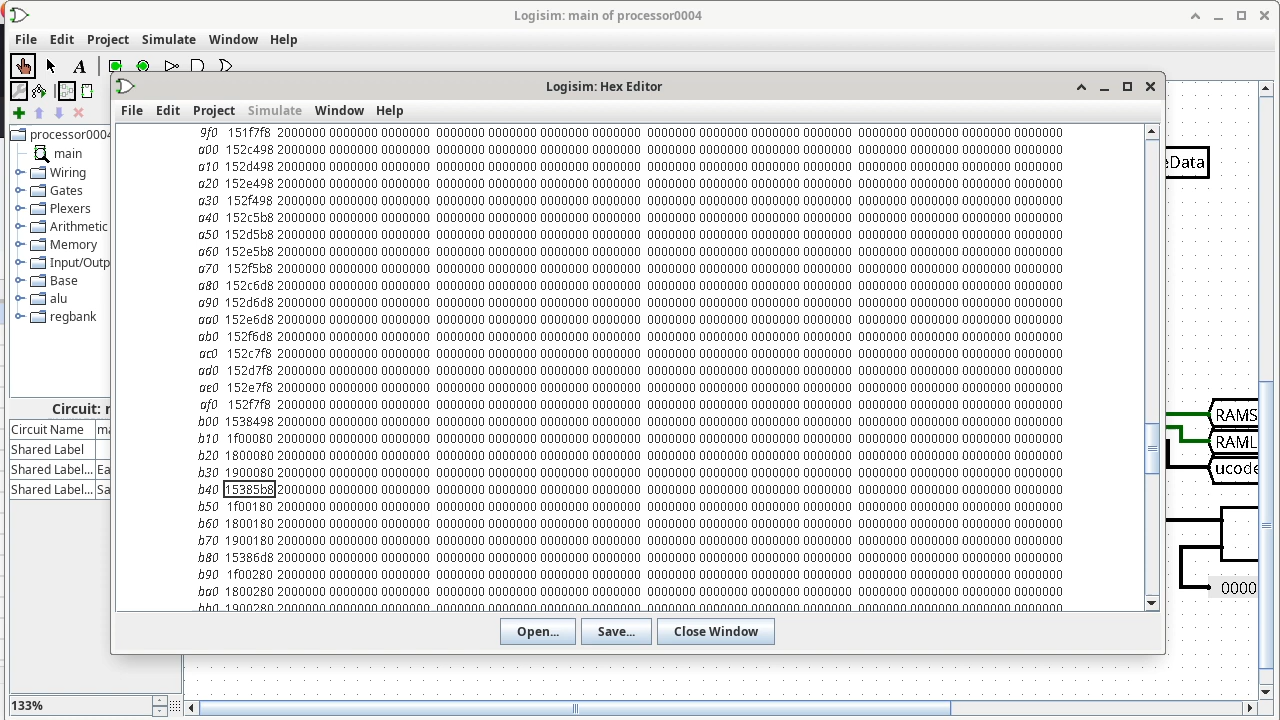 Logisim: main of processor0004
File Edit Project Simulate Window Help
A
processor0004
main
Wiring
Gates
Plexers
Arithmetic
Memory
Input/Outp
Base
alu
regbank
Circuit:
Circuit Name
Shared Label
Shared Label... Ea
Shared Label... Sa
133%
Logisim: Hex Editor
File Edit Project Simulate Window Help
9f0 151f7f8 2000000 0000000 0000000 0000000 0000000 0000000 0000000 0000000 0000000 0000000 0000000 0000000 0000000 0000000
a00 152c498 2000000 0000000 0000000 0000000 0000000 0000000 0000000 0000000 0000000 0000000 0000000 0000000 0000000 0000000 0000000
a10 152d498 2000000 0000000 0000000 0000000 0000000 0000000 0000000 0000000 0000000 0000000 0000000 0000000 0000000 0000000 0000000
a20 152e498 2000000 0000000 0000000 0000000 0000000 0000000 0000000 0000000 0000000 0000000 0000000 0000000 0000000 0000000 0000000
a30 152f498 2000000 0000000 0000000 0000000 0000000 0000000 0000000 0000000 0000000 0000000 0000000 0000000 0000000 0000000 0000000
a40 152c5b8 2000000 0000000 0000000 0000000 0000000 0000000 0000000 0000000 0000000 0000000 0000000 0000000 0000000 0000000 0000000
a50 152d5b8 2000000 0000000 0000000 0000000 0000000 0000000 0000000 0000000 0000000 0000000 0000000 0000000 0000000 0000000 0000000
a60 152e5b8 2000000 0000000 0000000 0000000 0000000 0000000 0000000 0000000 0000000 0000000 0000000 0000000 0000000 0000000 0000000
a70 152f5b8 2000000 0000000 0000000 0000000 0000000 0000000 0000000 0000000 0000000 0000000 0000000 0000000 0000000 0000000 0000000
a80 152c6d8 2000000 0000000 0000000 0000000 0000000 0000000 0000000 0000000 0000000 0000000 0000000 0000000 0000000 0000000 0000000
a90 152d6d8 2000000 0000000 0000000 0000000 0000000 0000000 0000000 0000000 0000000 0000000 0000000 0000000 0000000 0000000 0000000
aa0 152e6d8 2000000 0000000 0000000 0000000 0000000 0000000 0000000 0000000 0000000 0000000 0000000 0000000 0000000 0000000 0000000
ab0 152f6d8 2000000 0000000 0000000 0000000 0000000 0000000 0000000 0000000 0000000 0000000 0000000 0000000 0000000 0000000 0000000
ac0 152c7f8 2000000 0000000 0000000 0000000 0000000 0000000 0000000 0000000 0000000 0000000 0000000 0000000 0000000 0000000 0000000
ad0 152d7f8 2000000 0000000 0000000 0000000 0000000 0000000 0000000 0000000 0000000 0000000 0000000 0000000 0000000 0000000 0000000
ae0 152e7f8 2000000 0000000 0000000 0000000 0000000 0000000 0000000 0000000 0000000 0000000 0000000 0000000 0000000 0000000 0000000
af0 152f7f8 2000000 0000000 0000000 0000000 0000000 0000000 0000000 0000000 0000000 0000000 0000000 0000000 0000000 0000000 0000000
b00 1538498 2000000 0000000 0000000 0000000 0000000 0000000 0000000 0000000 0000000 0000000 0000000 0000000 0000000 0000000 0000000
b10 1f00080 2000000 0000000 0000000 0000000 0000000 0000000 0000000 0000000 0000000 0000000 0000000 0000000 0000000 0000000 0000000
b20 1800080 2000000 0000000 0000000 0000000 0000000 0000000 0000000 0000000 0000000 0000000 0000000 0000000 0000000 0000000 0000000
b30 1900080 2000000 0000000 0000000 0000000 0000000 0000000 0000000 0000000 0000000 0000000 0000000 0000000 0000000 0000000 0000000
b40 15385b8 2000000 0000000 0000000 0000000 0000000 0000000 0000000 0000000 0000000 0000000 0000000 0000000 0000000 0000000 0000000
b50 1f00180 2000000 0000000 0000000 0000000 0000000 0000000 0000000 0000000 0000000 0000000 0000000 0000000 0000000 0000000 0000000
b60 1800180 2000000 0000000 0000000 0000000 0000000 0000000 0000000 0000000 0000000 0000000 0000000 0000000 0000000 0000000 0000000
b70 1900180 2000000 0000000 0000000 0000000 0000000 0000000 0000000 0000000 0000000 0000000 0000000 0000000 0000000 0000000 0000000
b80 15386d8 2000000 0000000 0000000 0000000 0000000 0000000 0000000 0000000 0000000 0000000 0000000 0000000 0000000 0000000 0000000
b90 1f00280 2000000 0000000 0000000 0000000 0000000 0000000 0000000 0000000 0000000 0000000 0000000 0000000 0000000 0000000 0000000
ba0 1800280 2000000 0000000 0000000 0000000 0000000 0000000 0000000 0000000 0000000 0000000 0000000 0000000 0000000 0000000 0000000
bb0 1900280 2000000 0000000 0000000 0000000 0000000 0000000 0000000 0000000 0000000 0000000 0000000 0000000 0000000 0000000 0000000
Open... Save... Close Window
eData
RAMS
RAML
ucode
0000